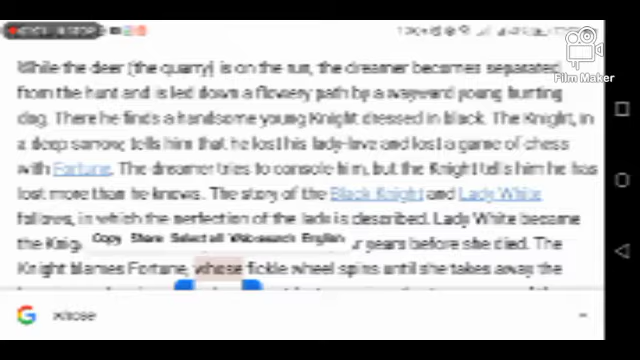 Film Maker
While the deer (the quarry) is on the run, the dreamer becomes separated
from the hunt and is led down a flowery path by a wayward young hunting
dog. There he finds a handsome young Knight dressed in black. The Knight, in
a deep sorrow, tells him that he lost his lady-love and lost a game of chess
with Fortune. The dreamer tries to console him, but the Knight tells him he has
lost more than he knows. The story of the Black Knight and Lady White
follows, in which the perfection of the lady is described. Lady White became
the Knig
Copy Share Select all Web search English
r years before she died. The
Knight blames Fortune, whose fickle wheel spins until she takes away the
whose